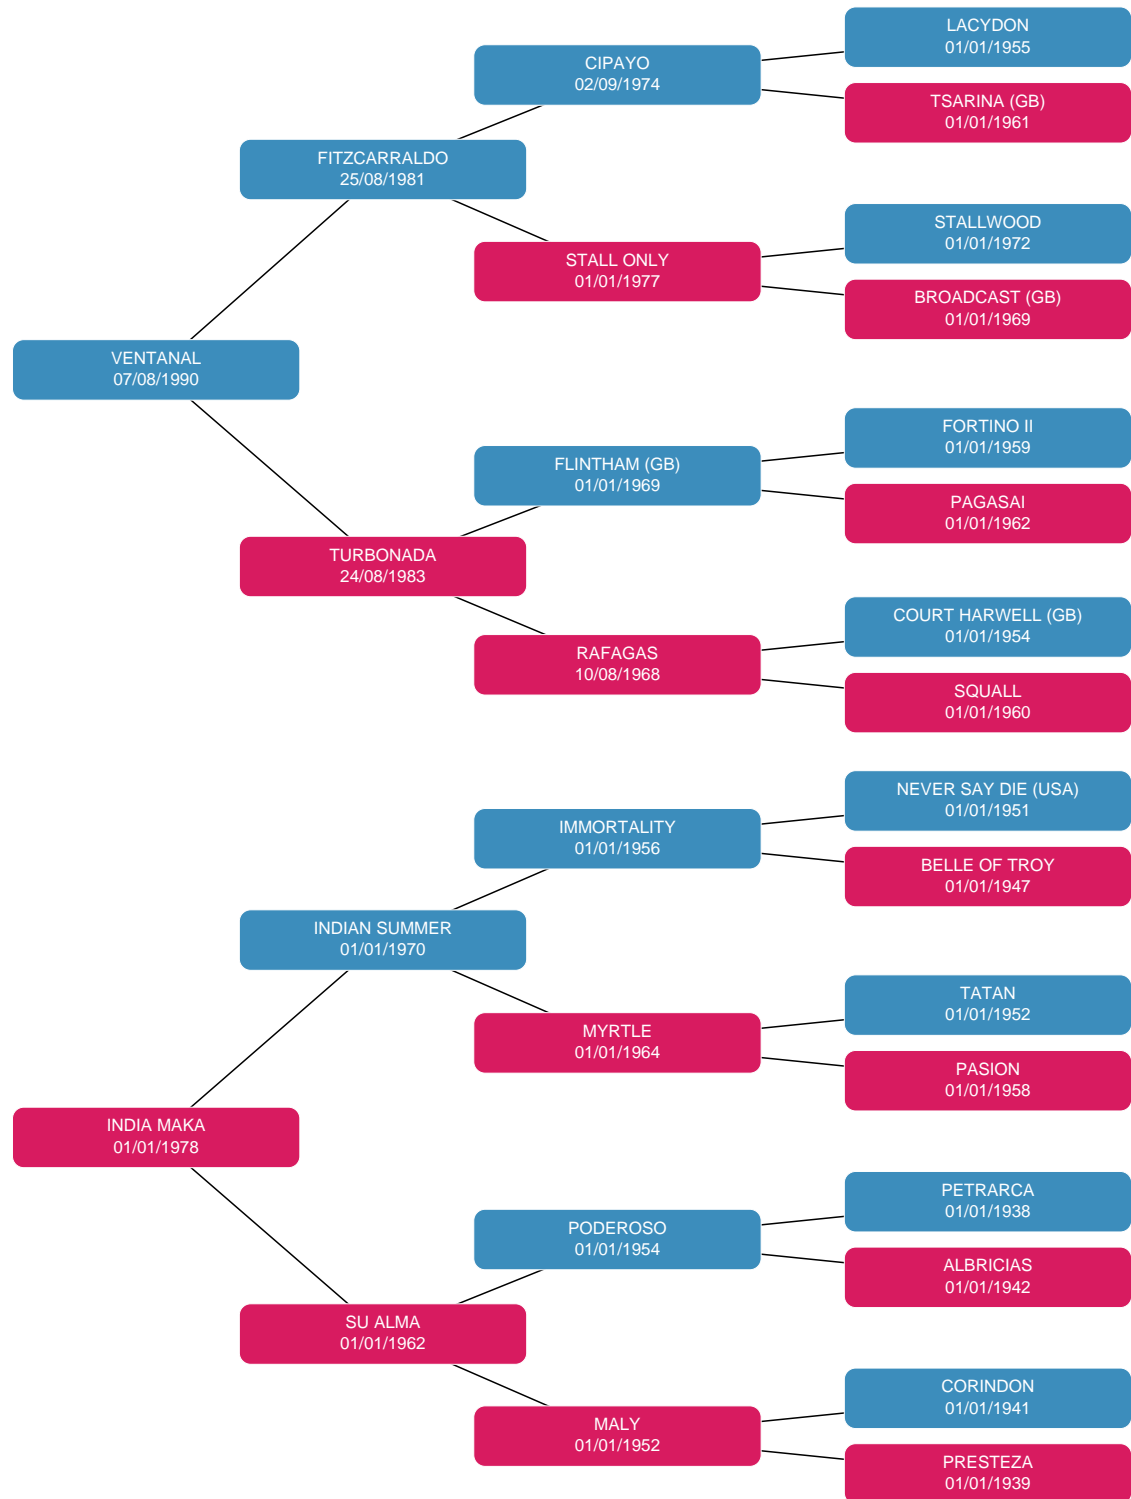 LACYDON
01/01/1955
CIPAYO
02/09/1974
TSARINA (GB)
01/01/1961
FITZCARRALDO
25/08/1981
STALLWOOD
01/01/1972
STALL ONLY
01/01/1977
BROADCAST (GB)
01/01/1969
VENTANAL
07/08/1990
FORTINO II
01/01/1959
FLINTHAM (GB)
01/01/1969
PAGASAI
01/01/1962
TURBONADA
24/08/1983
COURT HARWELL (GB)
01/01/1954
RAFAGAS
10/08/1968
SQUALL
01/01/1960
NEVER SAY DIE (USA)
01/01/1951
IMMORTALITY
01/01/1956
BELLE OF TROY
01/01/1947
INDIAN SUMMER
01/01/1970
TATAN
01/01/1952
MYRTLE
01/01/1964
PASION
01/01/1958
INDIA MAKA
01/01/1978
PETRARCA
01/01/1938
PODEROSO
01/01/1954
ALBRICIAS
01/01/1942
SU ALMA
01/01/1962
CORINDON
01/01/1941
MALY
01/01/1952
PRESTEZA
01/01/1939